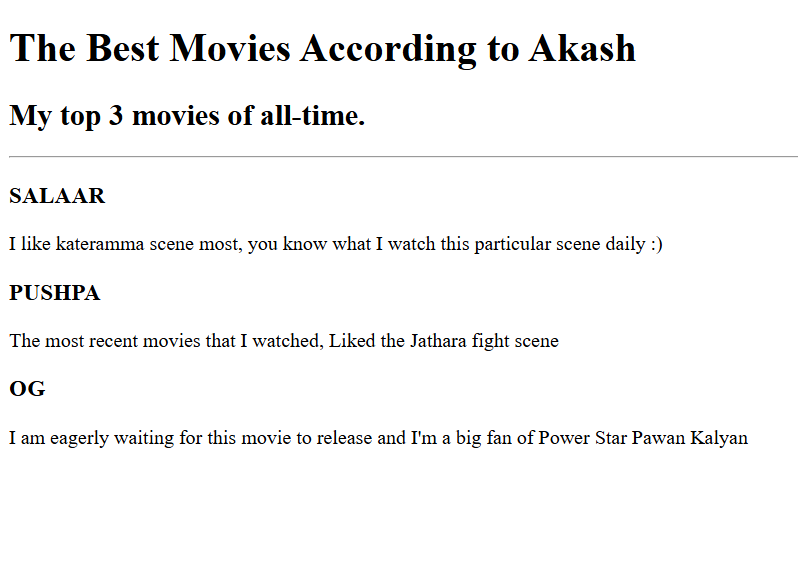 The Best Movies According to Akash
My top 3 movies of all-time.
SALAAR
I like kateramma scene most, you know what I watch this particular scene daily :)
PUSHPA
The most recent movies that I watched, Liked the Jathara fight scene
OG
I am eagerly waiting for this movie to release and I'm a big fan of Power Star Pawan Kalyan